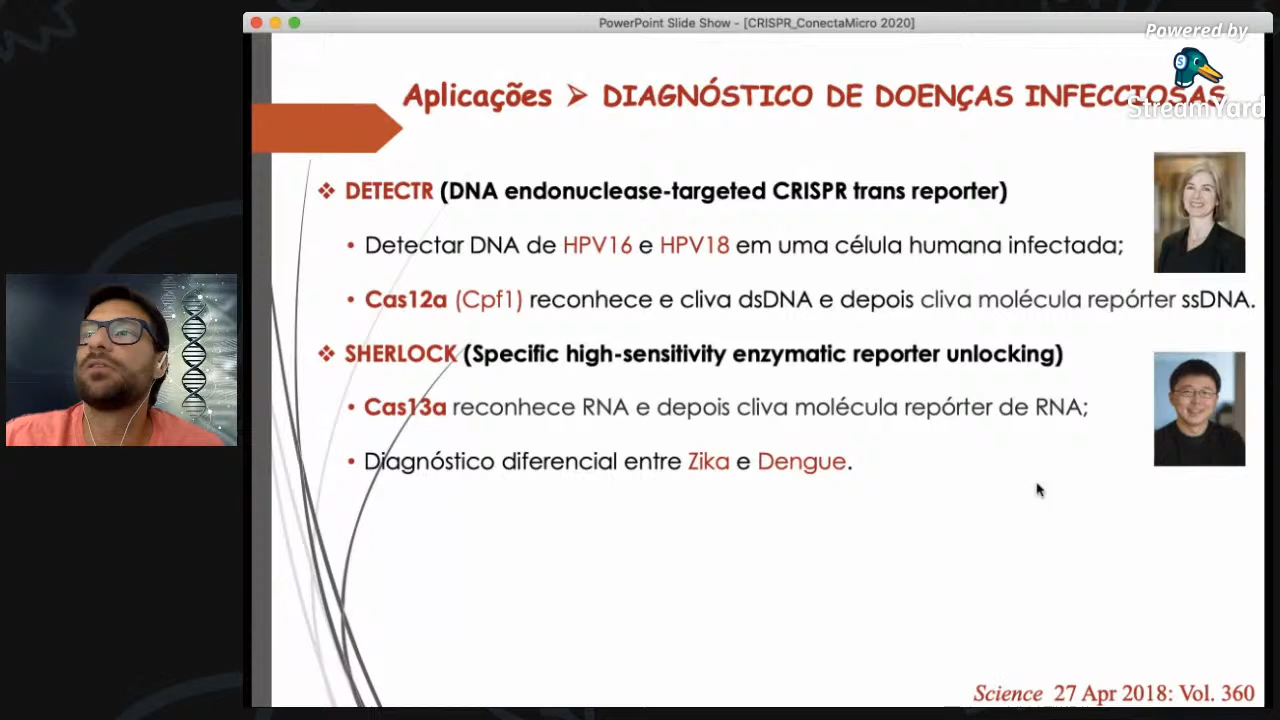 PowerPoint Slide Show - [CRISPR_ConectaMicro 2020]
Powered by
S
StreamYard
Aplicações ➢ DIAGNÓSTICO DE DOENÇAS INFECCIOSAS
❖ DETECTR (DNA endonuclease-targeted CRISPR trans reporter)
• Detectar DNA de HPV16 e HPV18 em uma célula humana infectada;
• Cas12a (Cpf1) reconhece e cliva dsDNA e depois cliva molécula repórter ssDNA.
❖ SHERLOCK (Specific high-sensitivity enzymatic reporter unlocking)
• Cas13a reconhece RNA e depois cliva molécula repórter de RNA;
• Diagnóstico diferencial entre Zika e Dengue.
Science 27 Apr 2018: Vol. 360